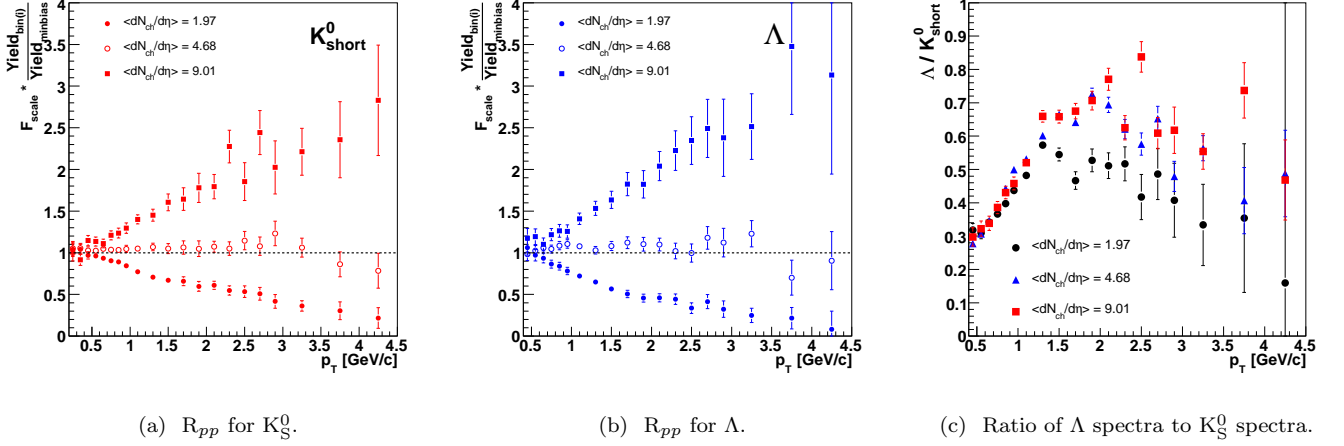 F_scale * Yield_bin(i) / Yield_minbias
4
3.5
3
2.5
2
1.5
1
0.5
0
<dN_ch/dη> = 1.97
<dN_ch/dη> = 4.68
<dN_ch/dη> = 9.01
K^0_short
0.5 1 1.5 2 2.5 3 3.5 4 4.5
p_T [GeV/c]
(a) R_pp for K^0_S.
F_scale * Yield_bin(i) / Yield_minbias
4
3.5
3
2.5
2
1.5
1
0.5
0
<dN_ch/dη> = 1.97
<dN_ch/dη> = 4.68
<dN_ch/dη> = 9.01
Λ
0.5 1 1.5 2 2.5 3 3.5 4 4.5
p_T [GeV/c]
(b) R_pp for Λ.
Λ / K^0_short
1
0.9
0.8
0.7
0.6
0.5
0.4
0.3
0.2
0.1
0
<dN_ch/dη> = 1.97
<dN_ch/dη> = 4.68
<dN_ch/dη> = 9.01
0.5 1 1.5 2 2.5 3 3.5 4 4.5
p_T [GeV/c]
(c) Ratio of Λ spectra to K^0_S spectra.